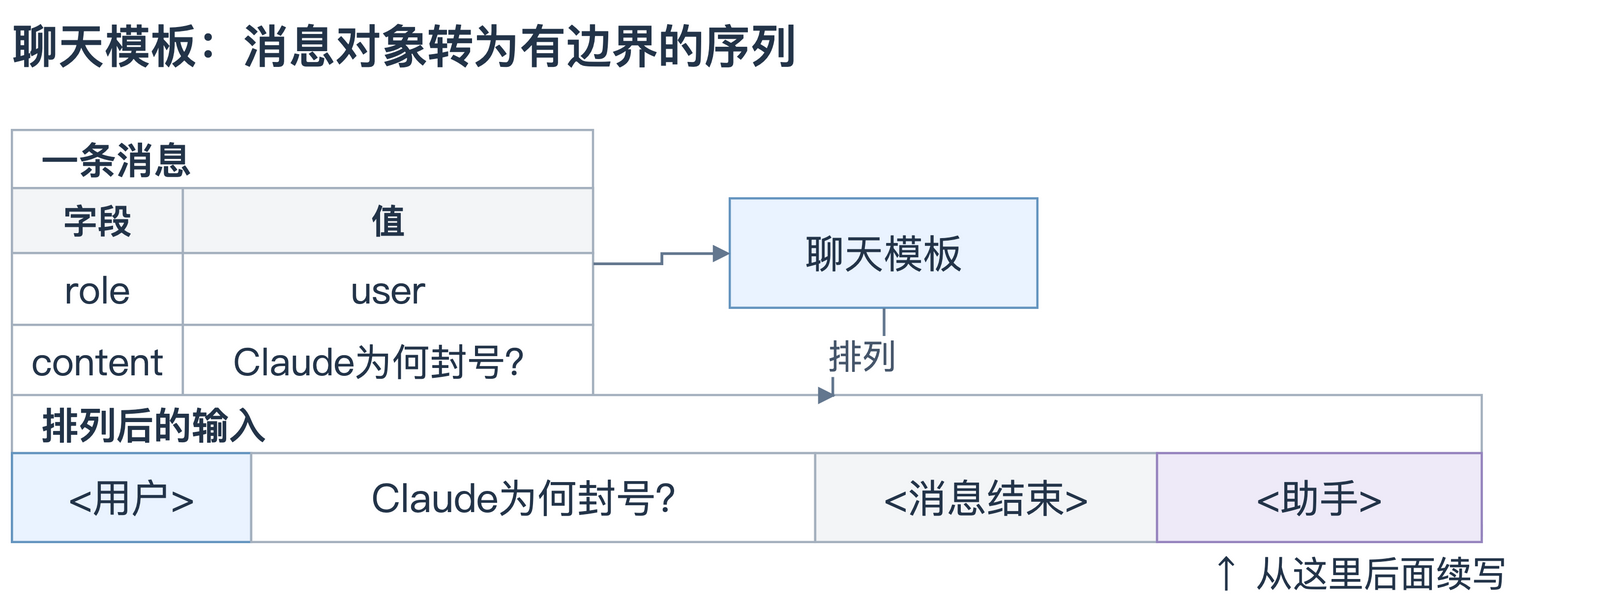 聊天模板：消息对象转为有边界的序列
一条消息
字段 值
role user
content Claude为何封号?
聊天模板
排列
排列后的输入
<用户> Claude为何封号? <消息结束> <助手>
↑ 从这里后面续写